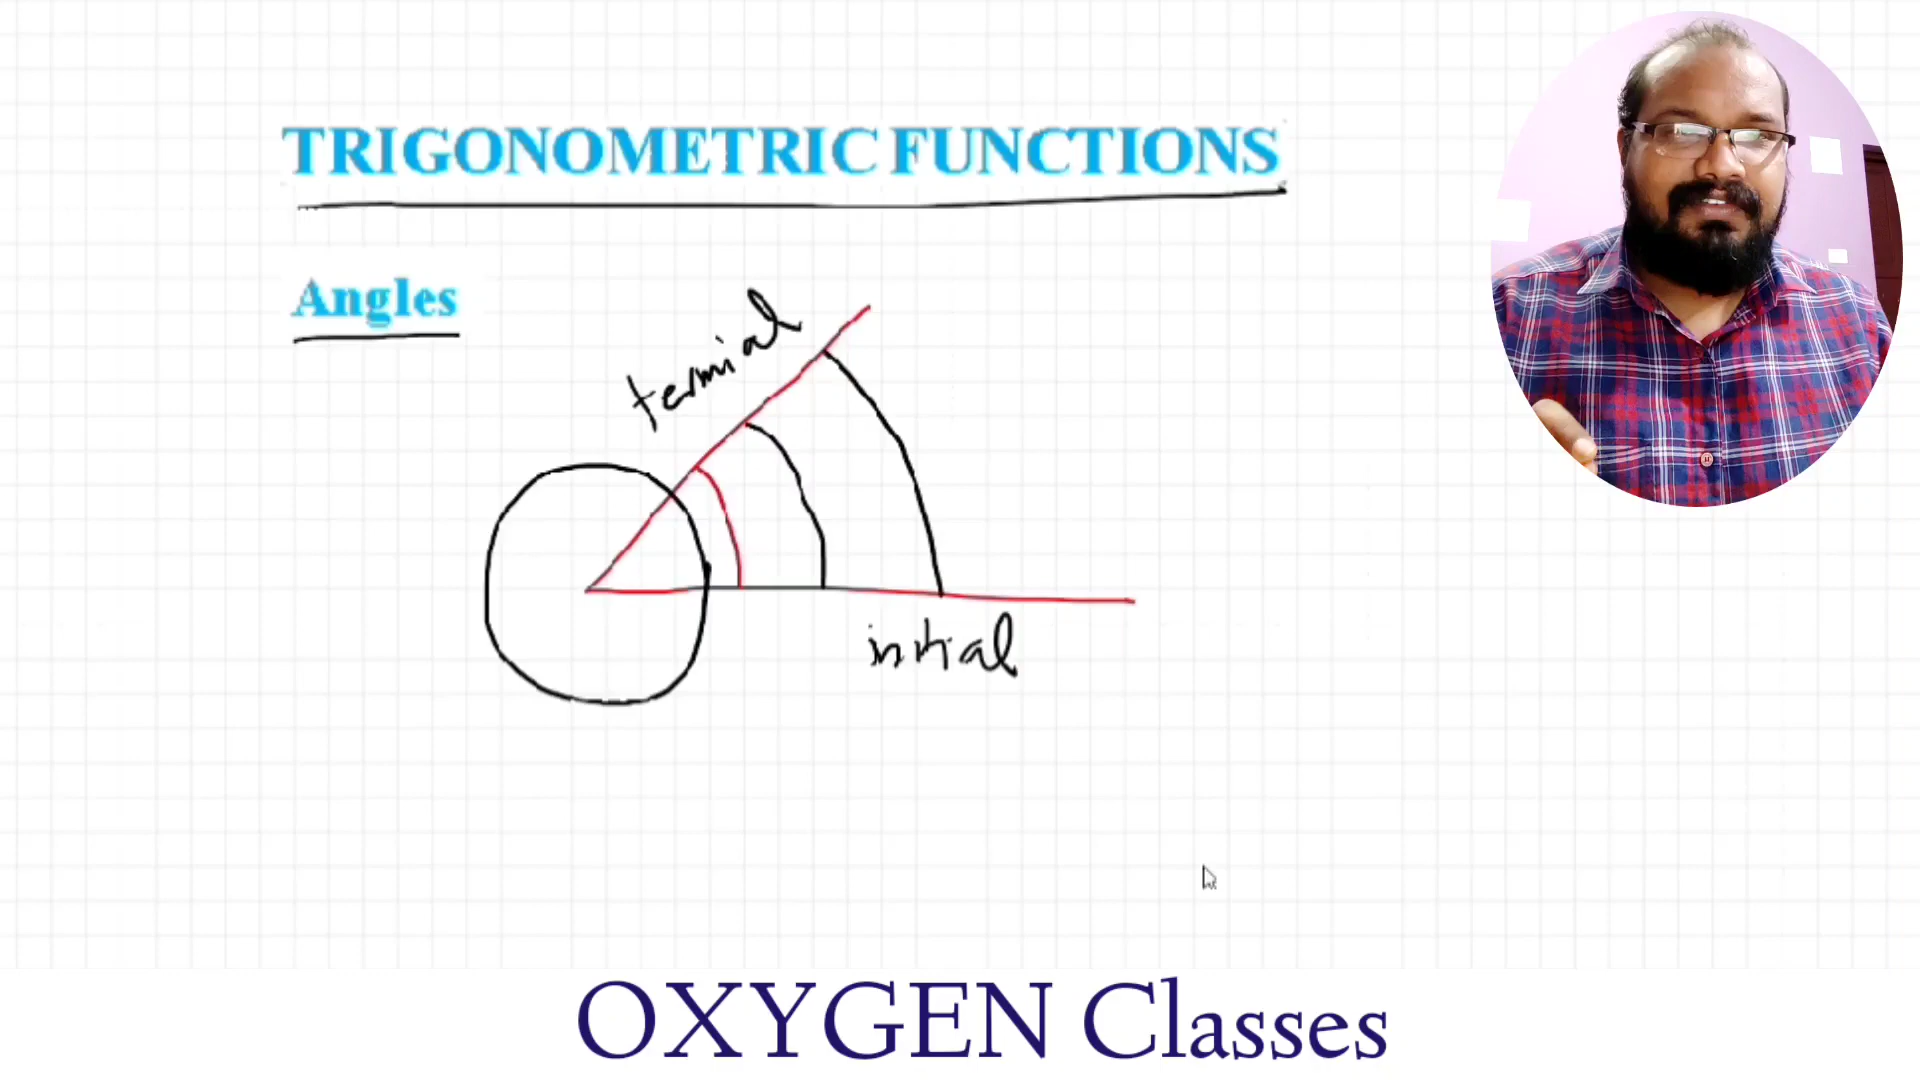 TRIGONOMETRIC FUNCTIONS
Angles
termial
initial
OXYGEN Classes